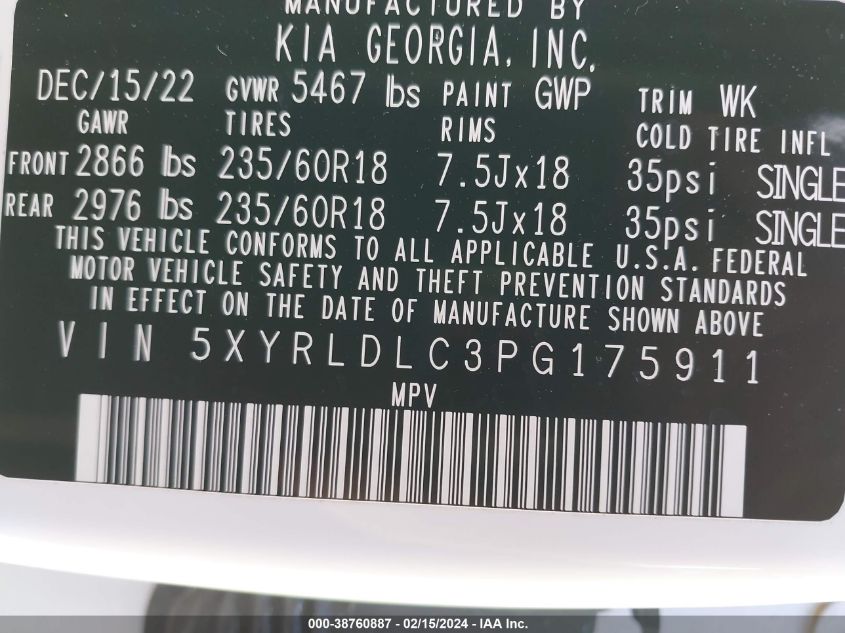 MANUFACTURED BY
KIA GEORGIA, INC.
DEC/15/22 GVWR 5467 lbs PAINT GWP TRIM WK
GAWR TIRES RIMS COLD TIRE INFL
FRONT 2866 lbs 235/60R18 7.5Jx18 35psi SINGLE
REAR 2976 lbs 235/60R18 7.5Jx18 35psi SINGLE
THIS VEHICLE CONFORMS TO ALL APPLICABLE U.S.A. FEDERAL
MOTOR VEHICLE SAFETY AND THEFT PREVENTION STANDARDS
IN EFFECT ON THE DATE OF MANUFACTURE SHOWN ABOVE
VIN 5XYRLDLC3PG175911
MPV
000-38760887 - 02/15/2024 - IAA Inc.